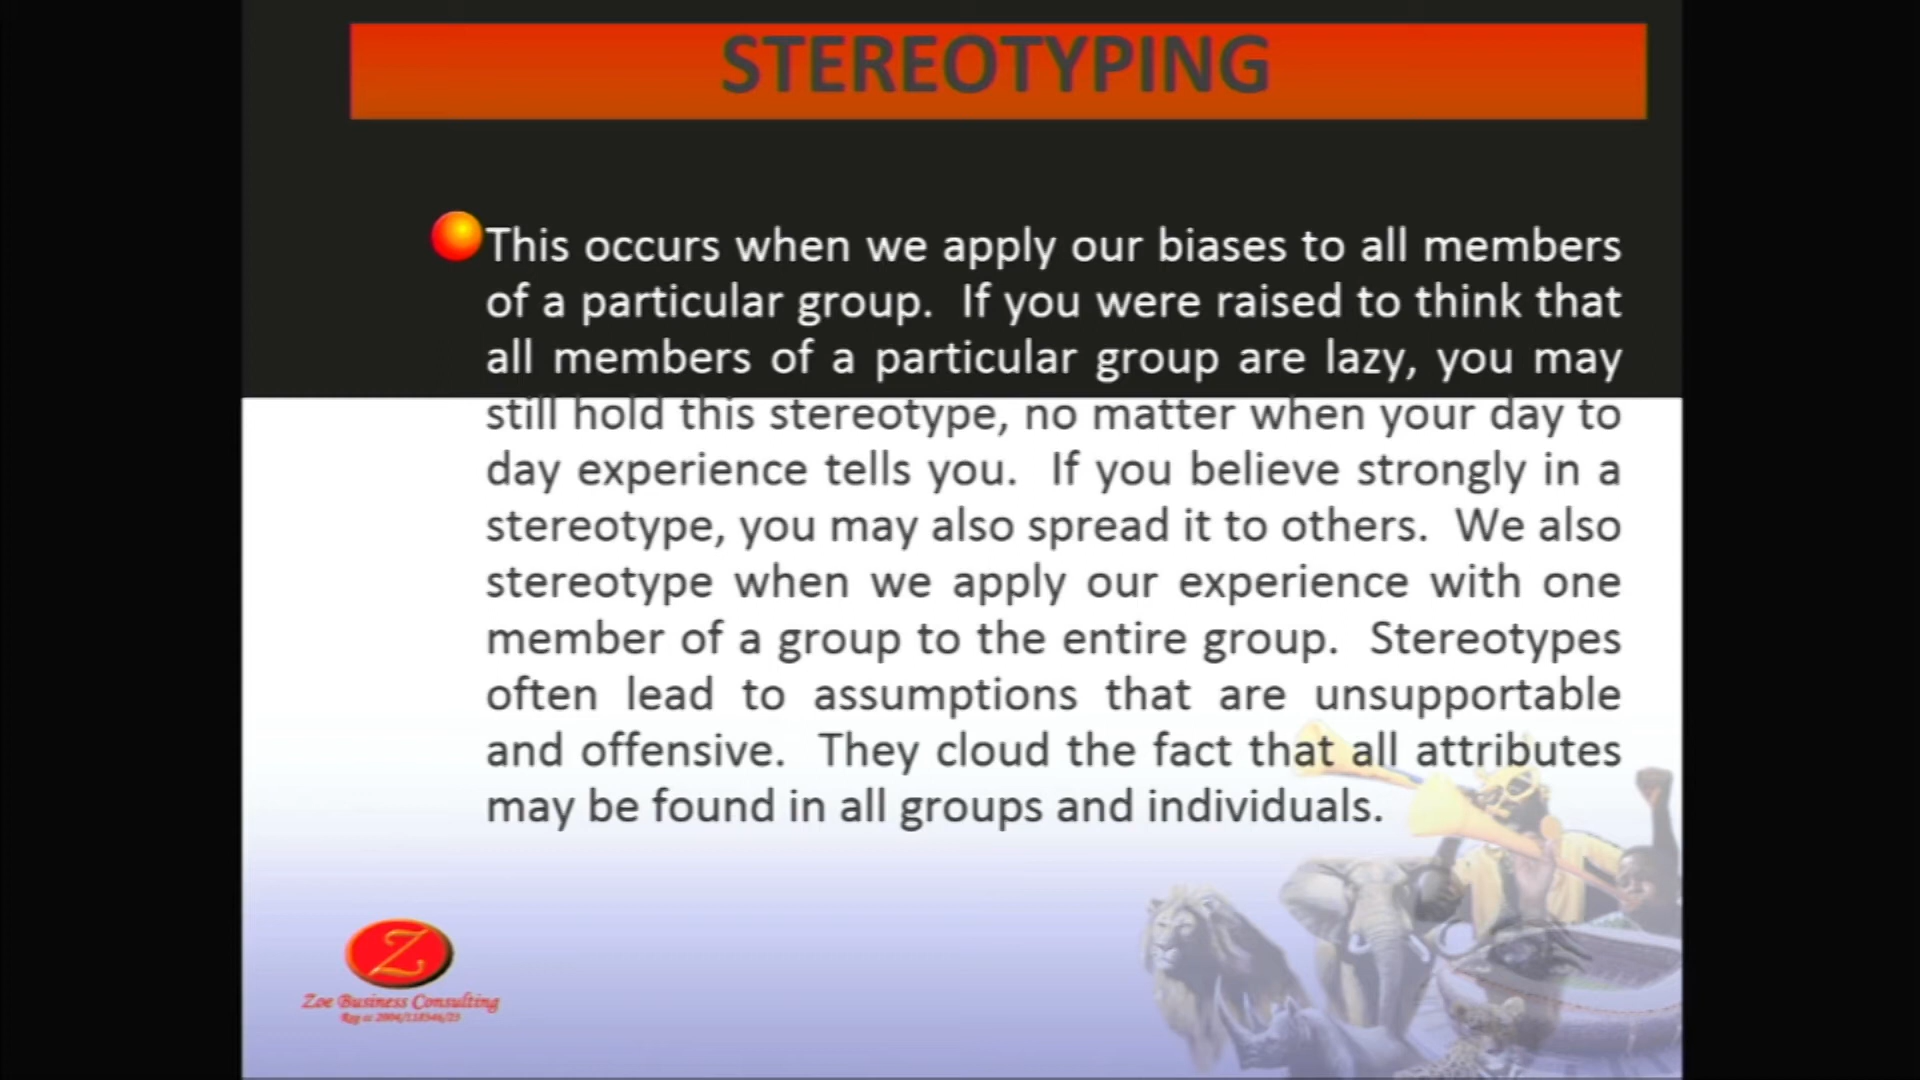 STEREOTYPING
This occurs when we apply our biases to all members
of a particular group. If you were raised to think that
all members of a particular group are lazy, you may
still hold this stereotype, no matter when your day to
day experience tells you. If you believe strongly in a
stereotype, you may also spread it to others. We also
stereotype when we apply our experience with one
member of a group to the entire group. Stereotypes
often lead to assumptions that are unsupportable
and offensive. They cloud the fact that all attributes
may be found in all groups and individuals.
Z
Zoe Business Consulting
Reg cc 2004/118546/23